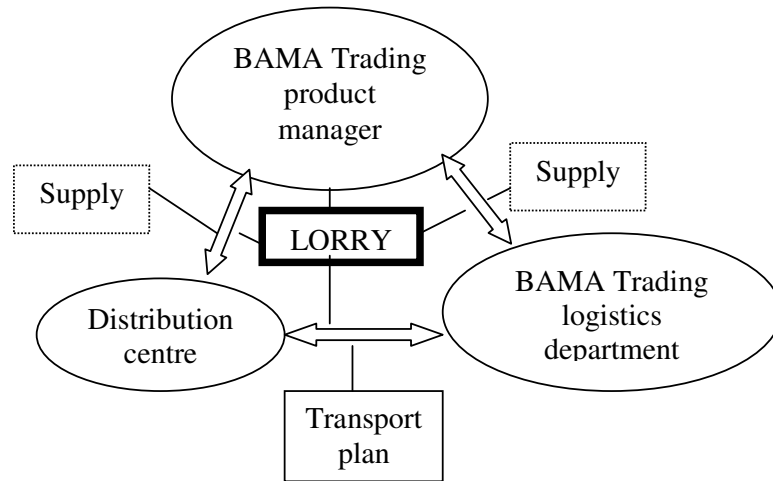 BAMA Trading
product
manager
Supply
Supply
LORRY
Distribution
centre
BAMA Trading
logistics
department
Transport
plan